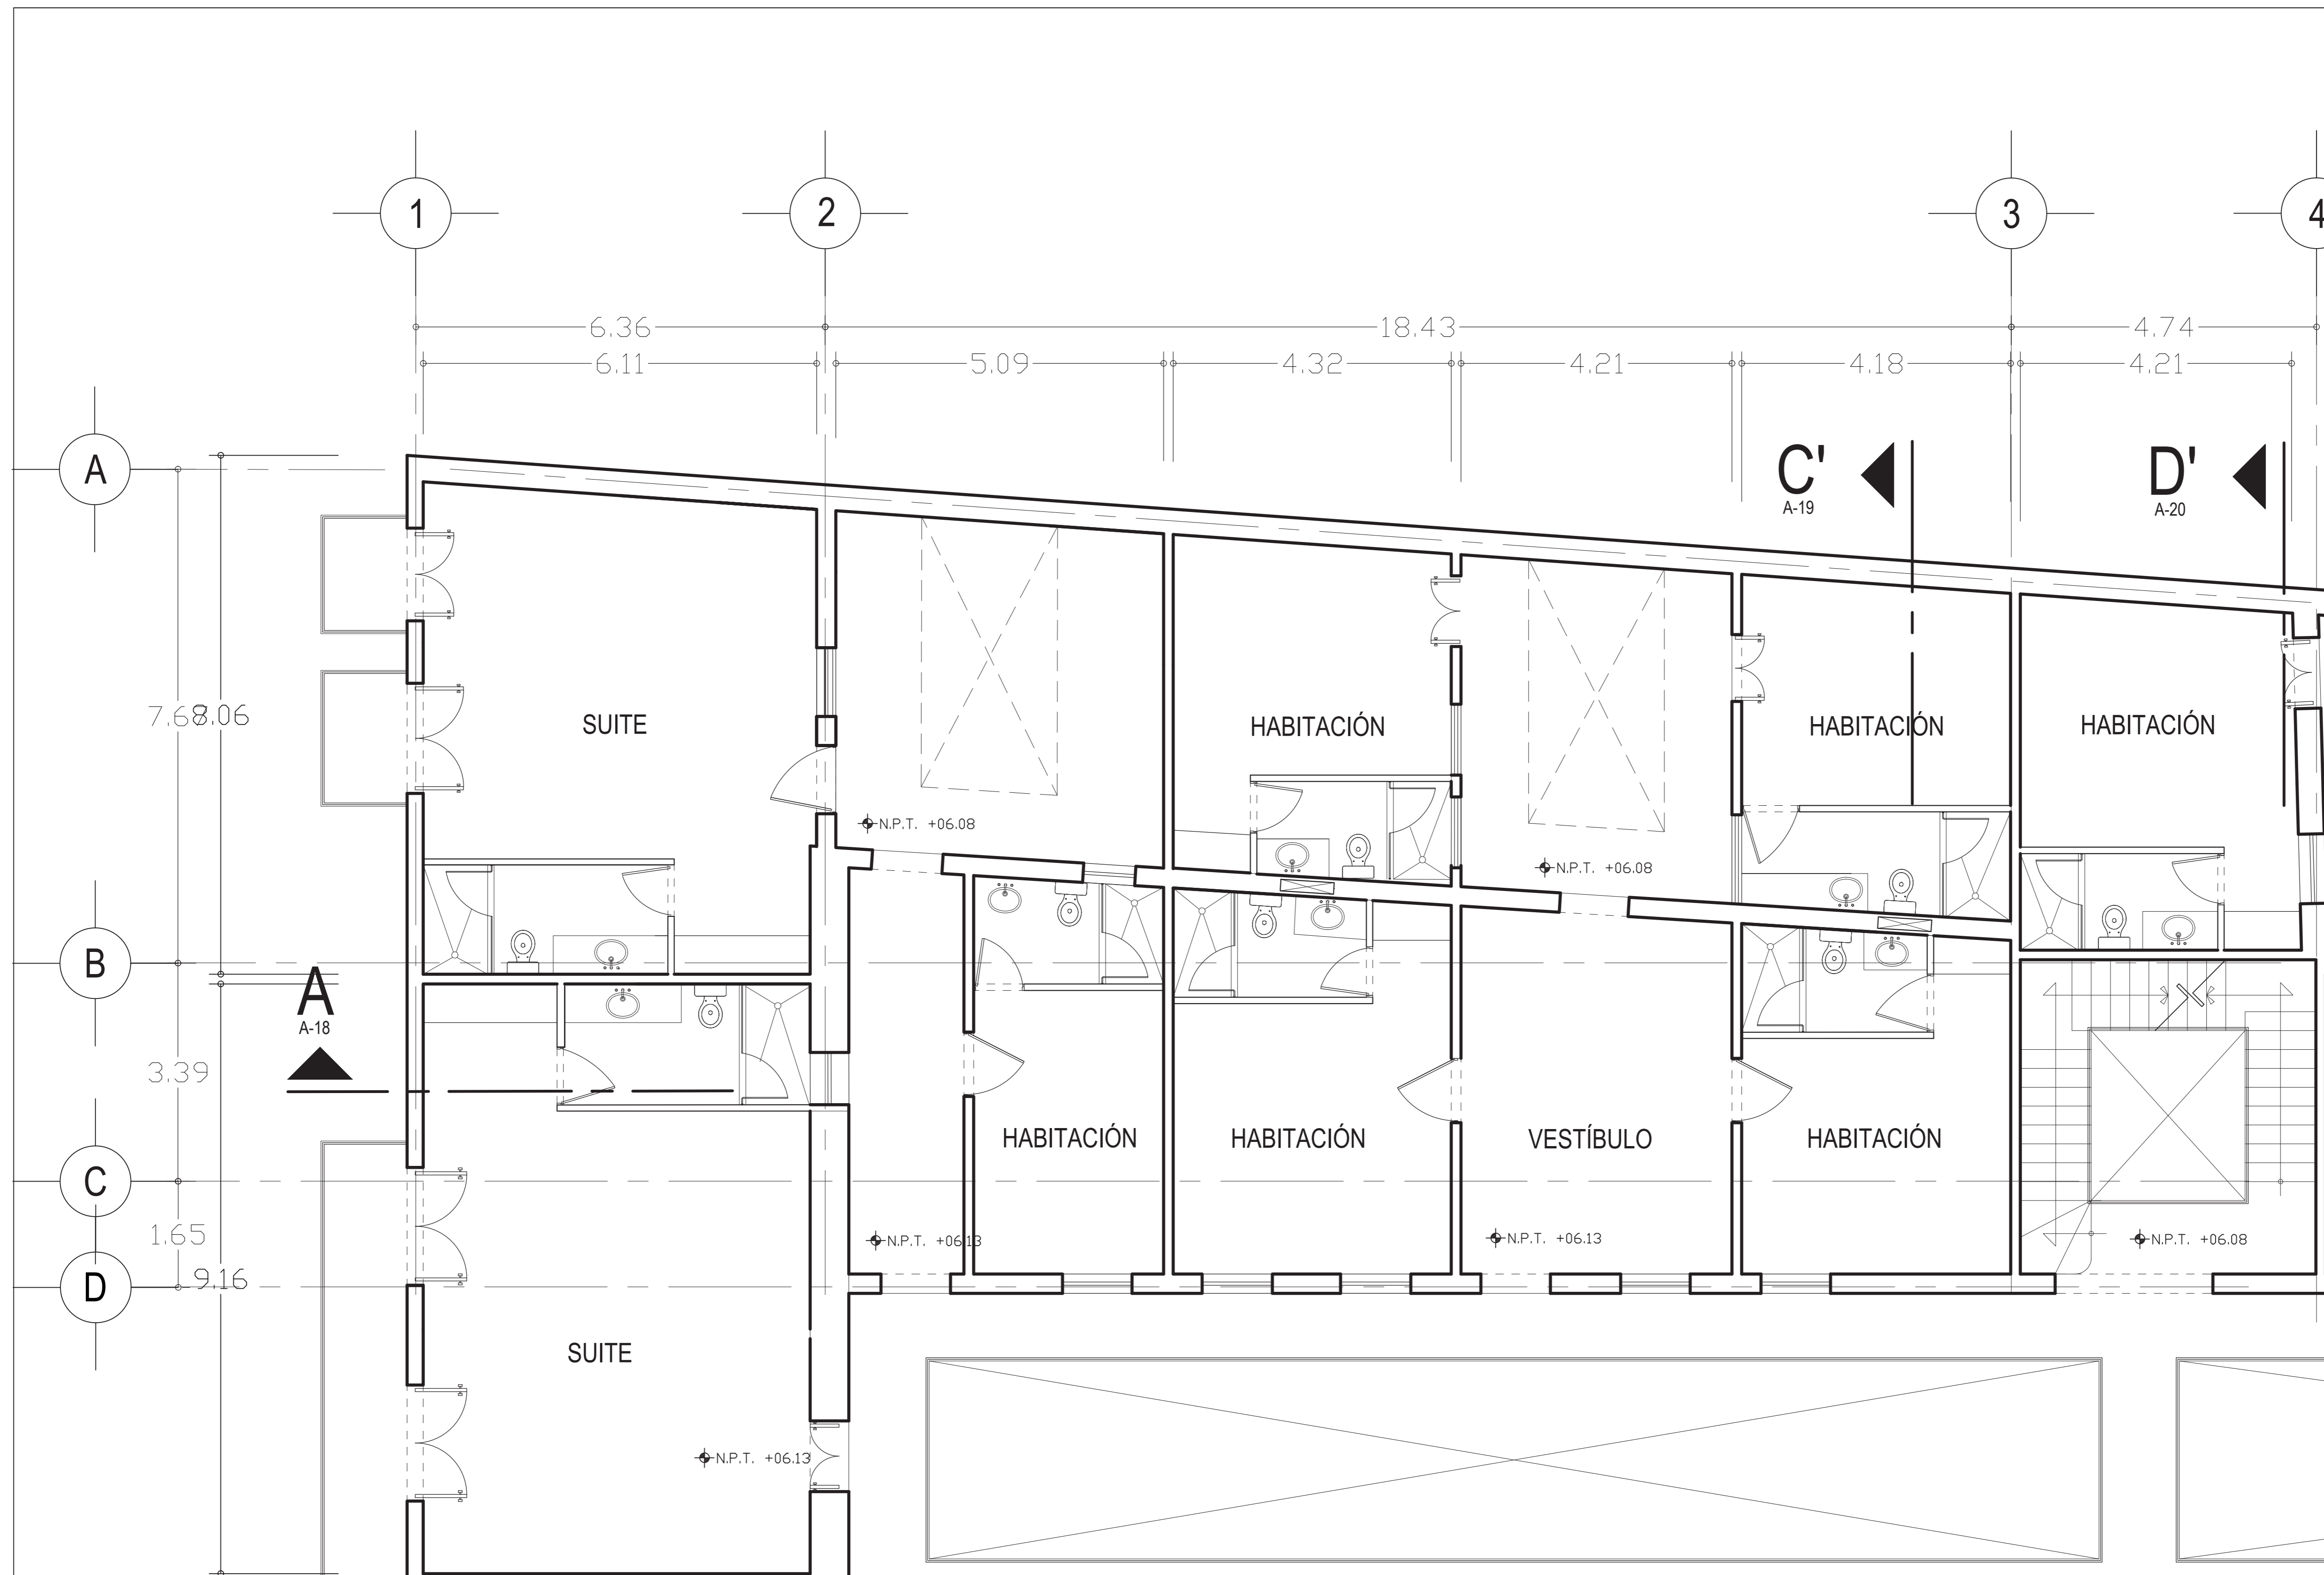 1
2
3
4
6.36
18.43
4.74
6.11
5.09
4.32
4.21
4.18
4.21
A
C'
A-19
D'
A-20
7.67
8.06
SUITE
HABITACIÓN
HABITACIÓN
HABITACIÓN
N.P.T. +06.08
N.P.T. +06.08
B
A
A-18
3.39
HABITACIÓN
HABITACIÓN
VESTÍBULO
HABITACIÓN
C
1.65
N.P.T. +06.13
N.P.T. +06.13
N.P.T. +06.08
D
9.16
SUITE
N.P.T. +06.13